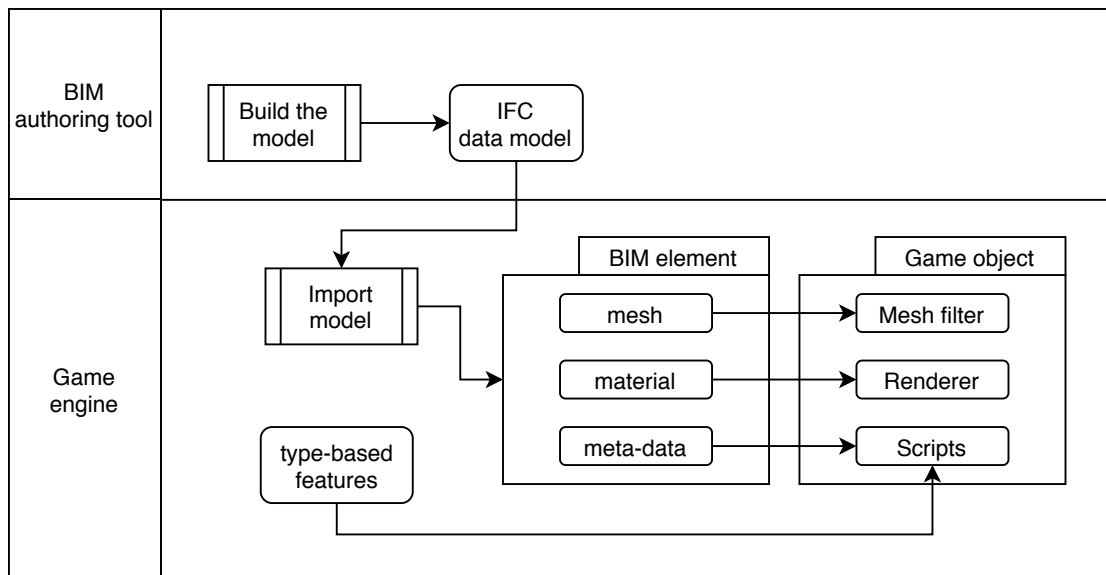 BIM
authoring tool
Build the
model
IFC
data model
Game
engine
Import
model
type-based
features
BIM element
mesh
material
meta-data
Game object
Mesh filter
Renderer
Scripts